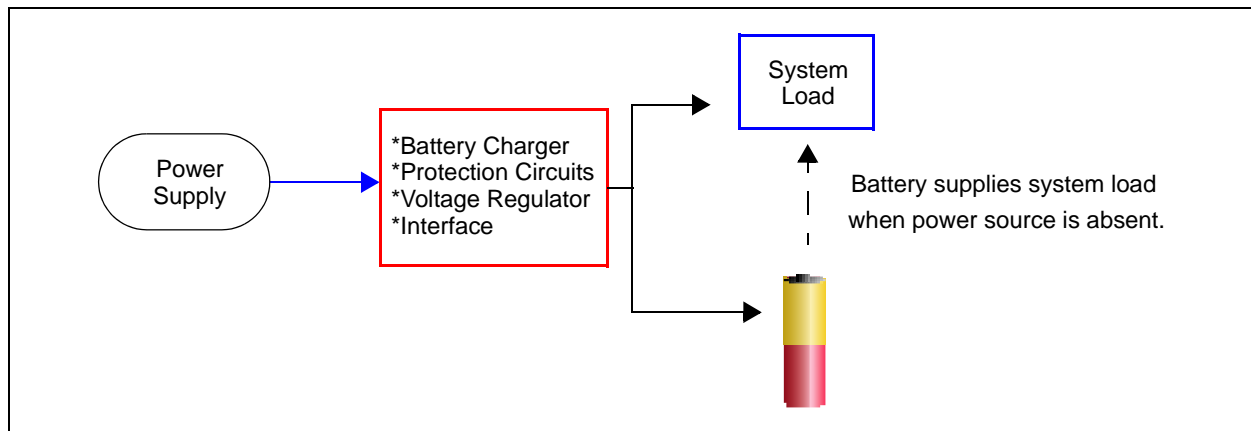 Power
Supply
*Battery Charger
*Protection Circuits
*Voltage Regulator
*Interface
System
Load
Battery supplies system load
when power source is absent.